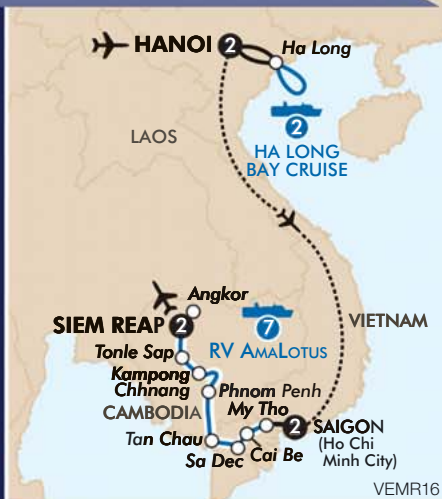 HANOI 2
Ha Long
LAOS
2
HA LONG
BAY CRUISE
Angkor
SIEM REAP 2
7
VIETNAM
Tonle Sap
RV AMALOTUS
Kampong
Chhnang
Phnom Penh
CAMBODIA
My Tho
2 SAIGON
(Ho Chi
Minh City)
Tan Chau
Cai Be
Sa Dec
VEMR16